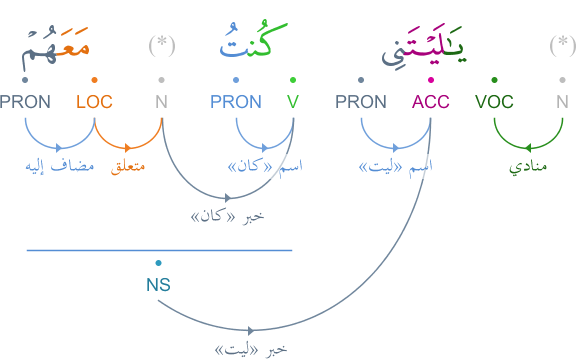 (*) يَـٰلَيْتَنِى كُنتُ (*) مَعَهُمْ
N VOC ACC PRON V PRON N LOC PRON
منادي اسم «ليت» اسم «كان» متعلق مضاف إليه
خبر «كان»
NS
خبر «ليت»